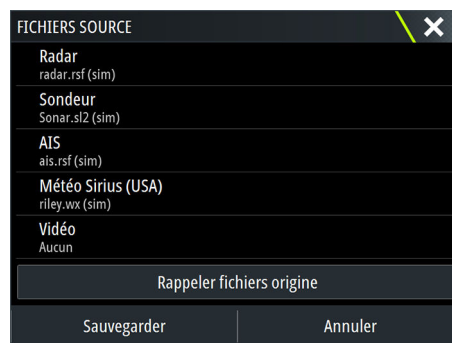 FICHIERS SOURCE
Radar
radar.rsf (sim)
Sondeur
Sonar.sl2 (sim)
AIS
ais.rsf (sim)
Météo Sirius (USA)
riley.wx (sim)
Vidéo
Aucun
Rappeler fichiers origine
Sauvegarder
Annuler